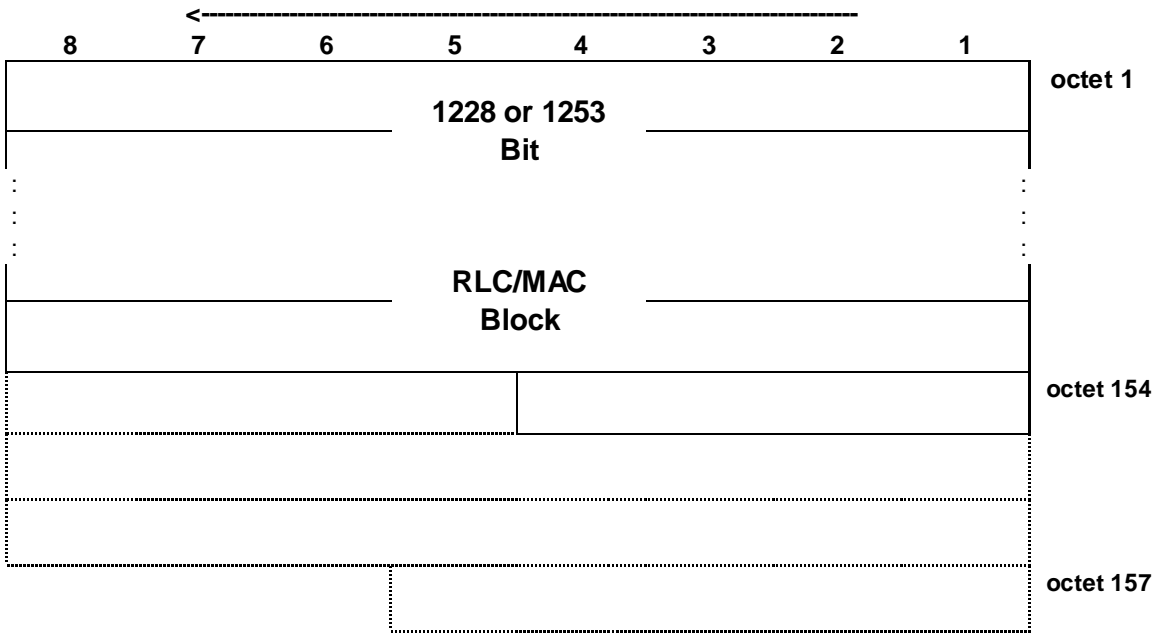 8 7 6 5 4 3 2 1
octet 1
1228 or 1253
Bit
RLC/MAC
Block
octet 154
octet 157